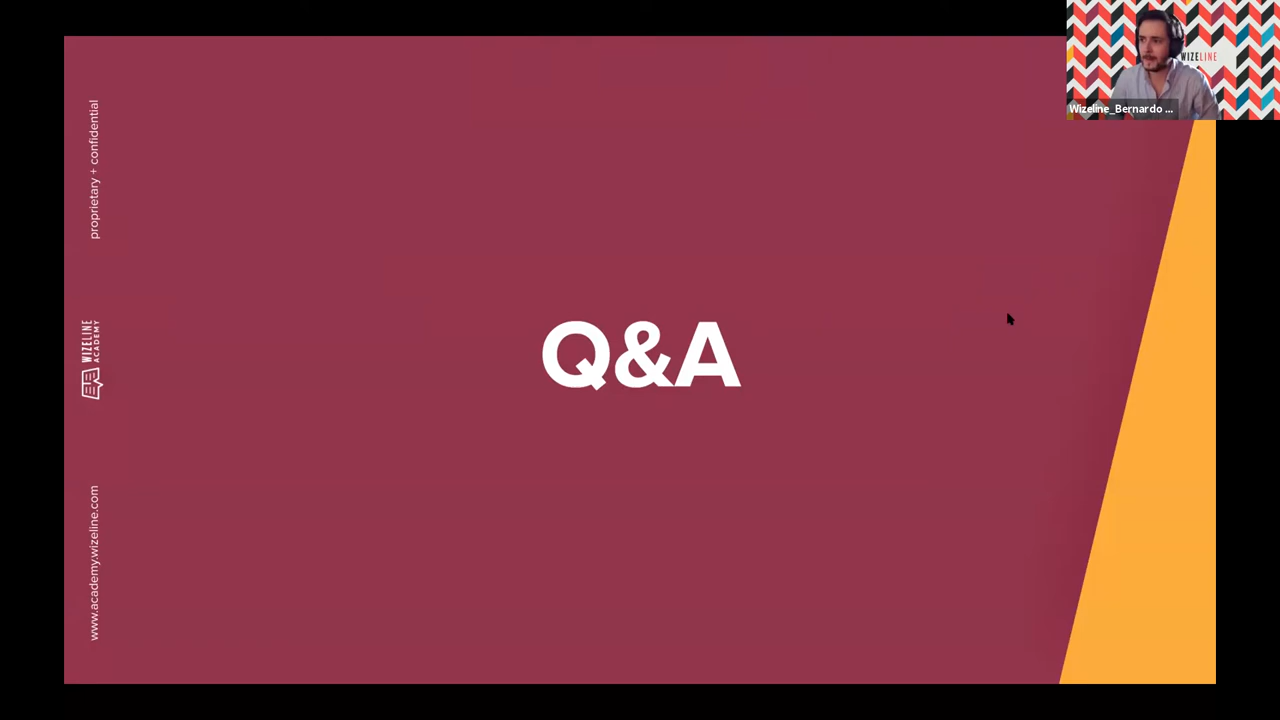 proprietary + confidential
WIZELINE
ACADEMY
www.academy.wizeline.com
Q&A
WIZELINE
Wizeline_Bernardo ...